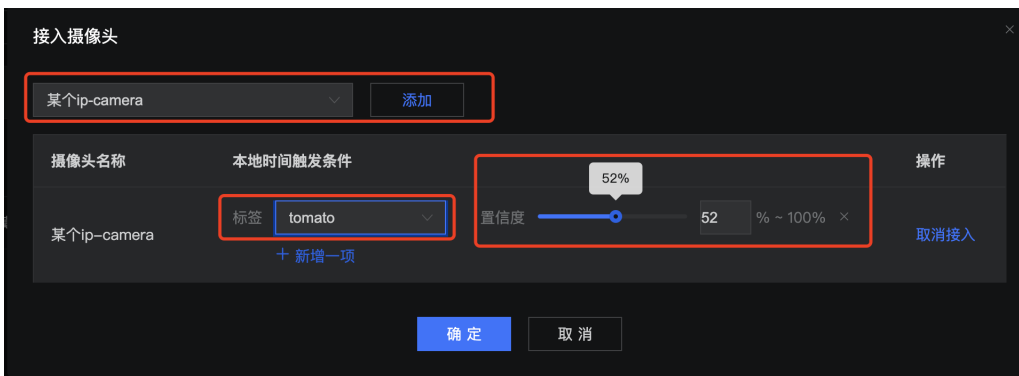 接入摄像头
某个ip-camera 添加
摄像头名称 本地时间触发条件 操作
52%
标签 tomato 置信度 52 % ~ 100%
某个ip-camera 取消接入
+ 新增一项
确定 取消